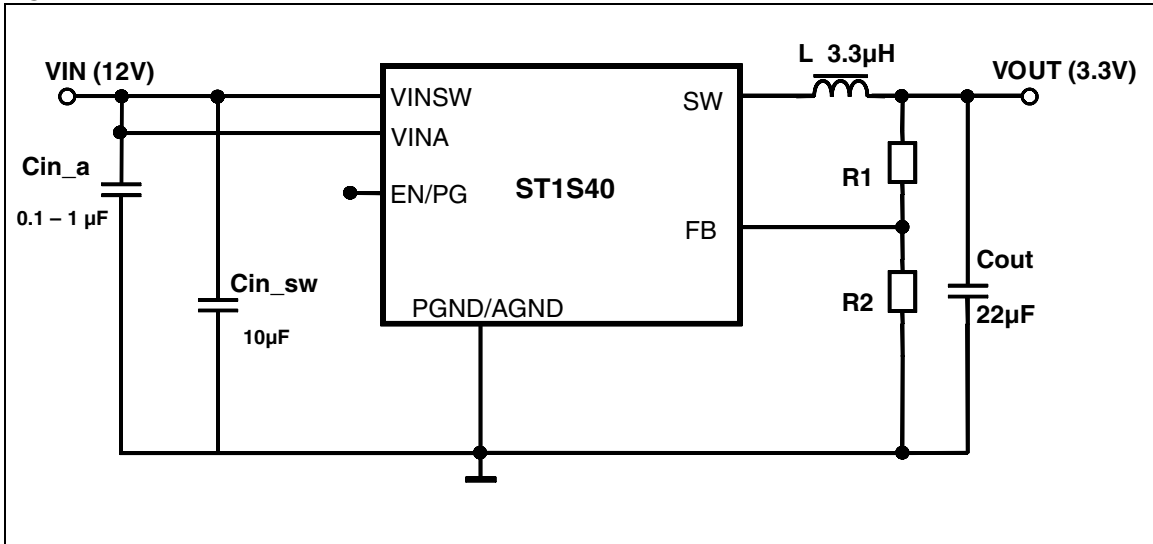 L 3.3µH
VIN (12V)
VOUT (3.3V)
VINSW
SW
VINA
Cin_a
0.1 – 1 µF
EN/PG
ST1S40
R1
FB
Cin_sw
10µF
Cout
22µF
R2
PGND/AGND